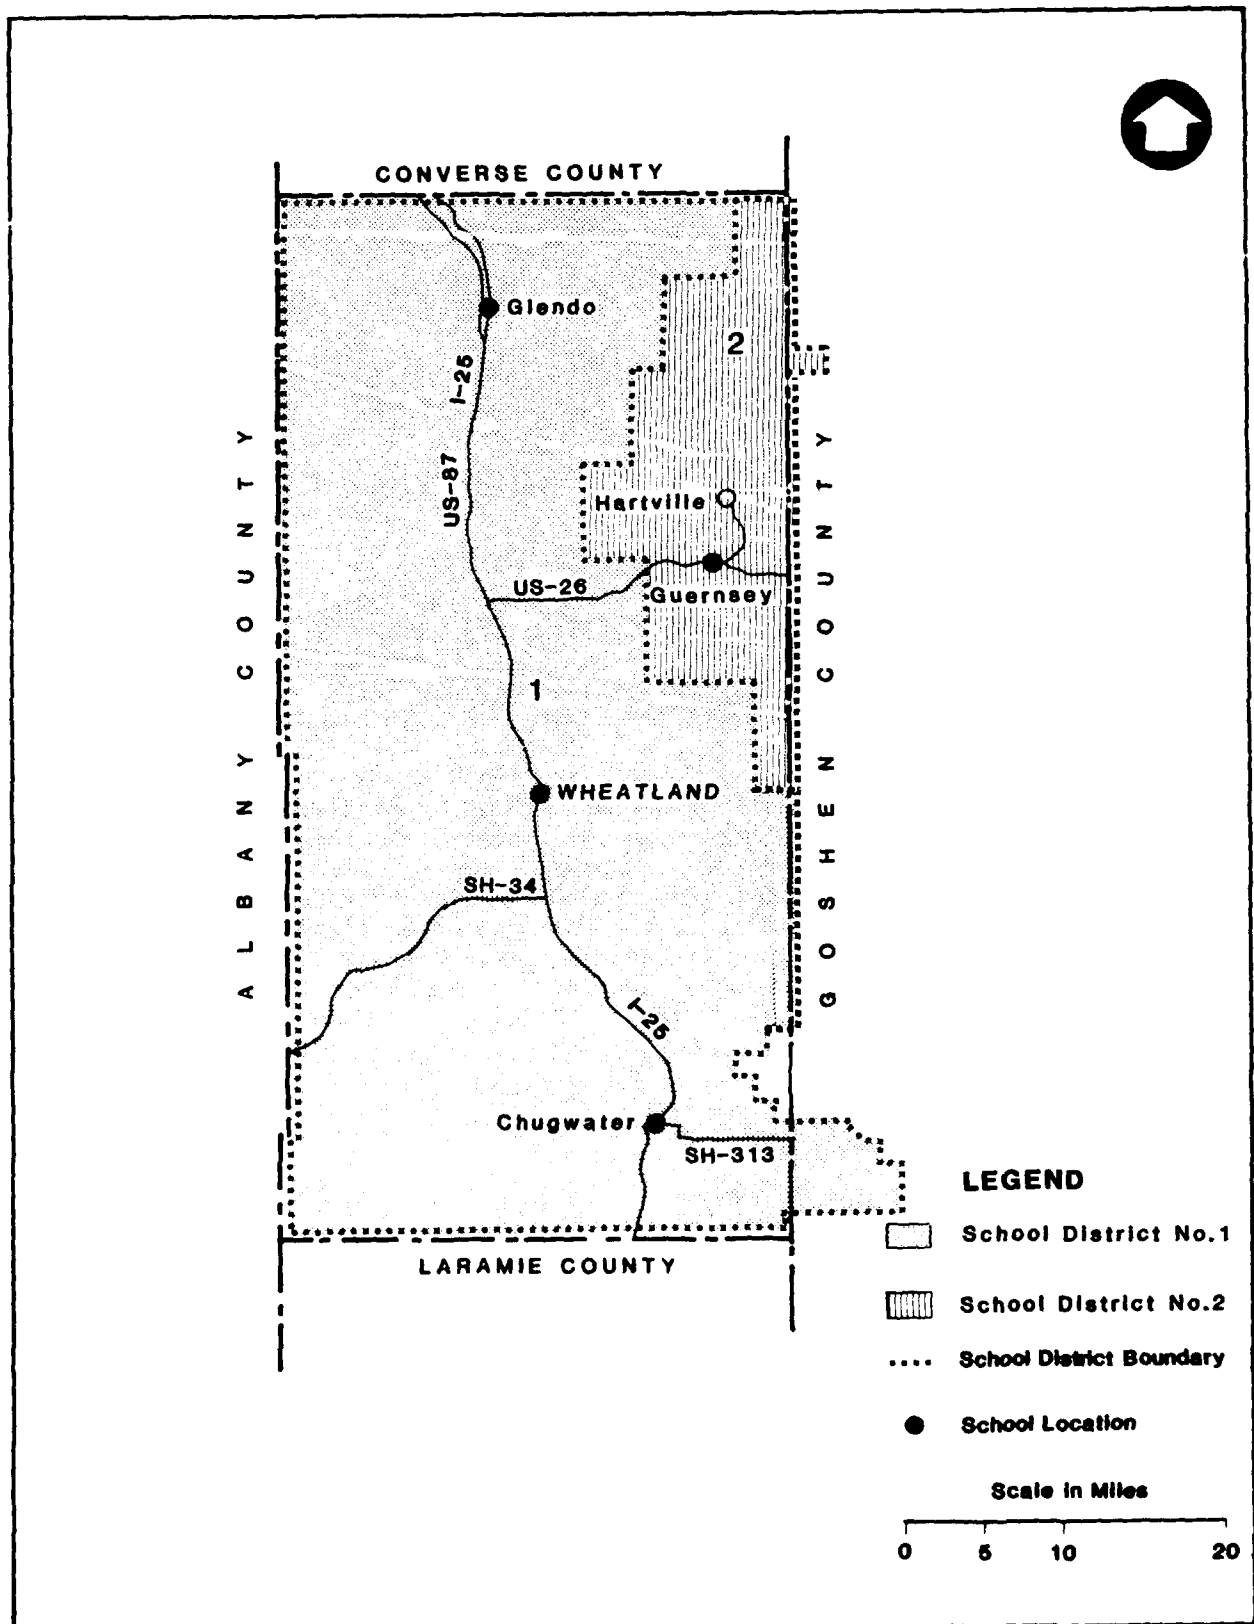 CONVERSE COUNTY
Glendo
2
I-25
ALBANY COUNTY
GOSHEN COUNTY
US-87
Hartville
US-26
Guernsey
1
WHEATLAND
SH-34
I-25
Chugwater
SH-313
LARAMIE COUNTY
LEGEND
School District No.1
School District No.2
School District Boundary
School Location
Scale in Miles
0 5 10 20